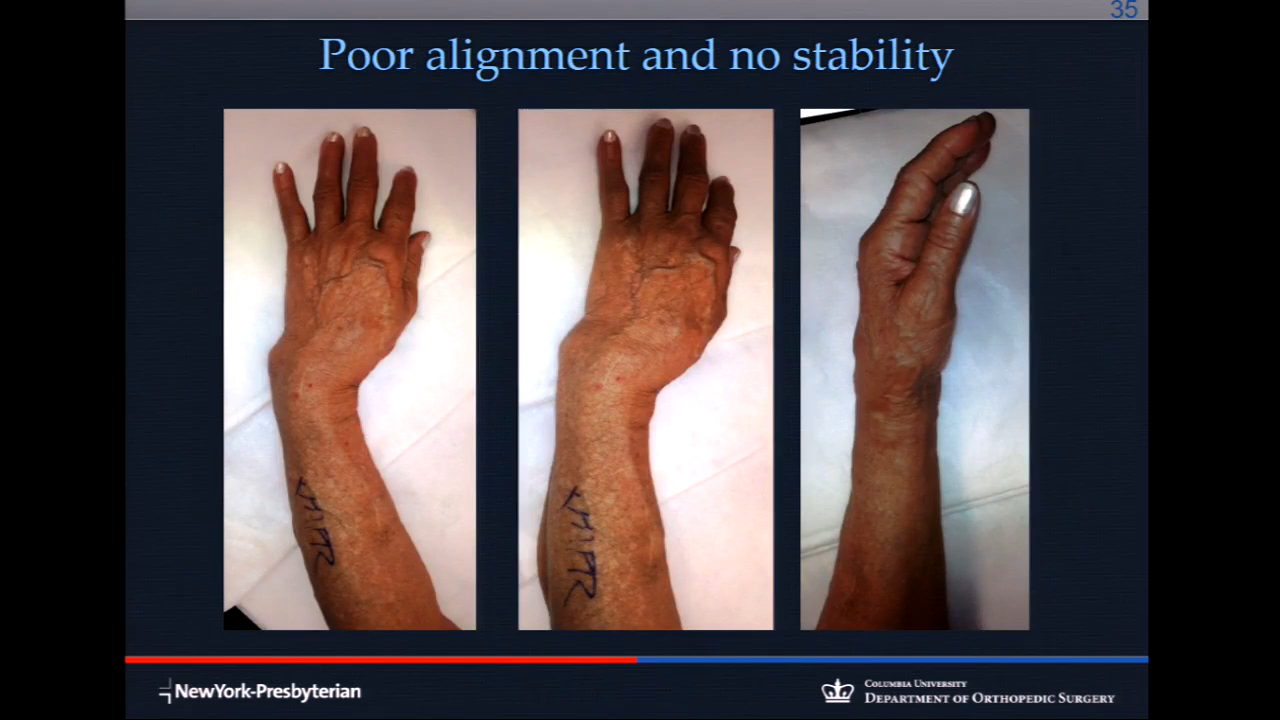 35
Poor alignment and no stability
NewYork-Presbyterian
COLUMBIA UNIVERSITY
DEPARTMENT OF ORTHOPEDIC SURGERY